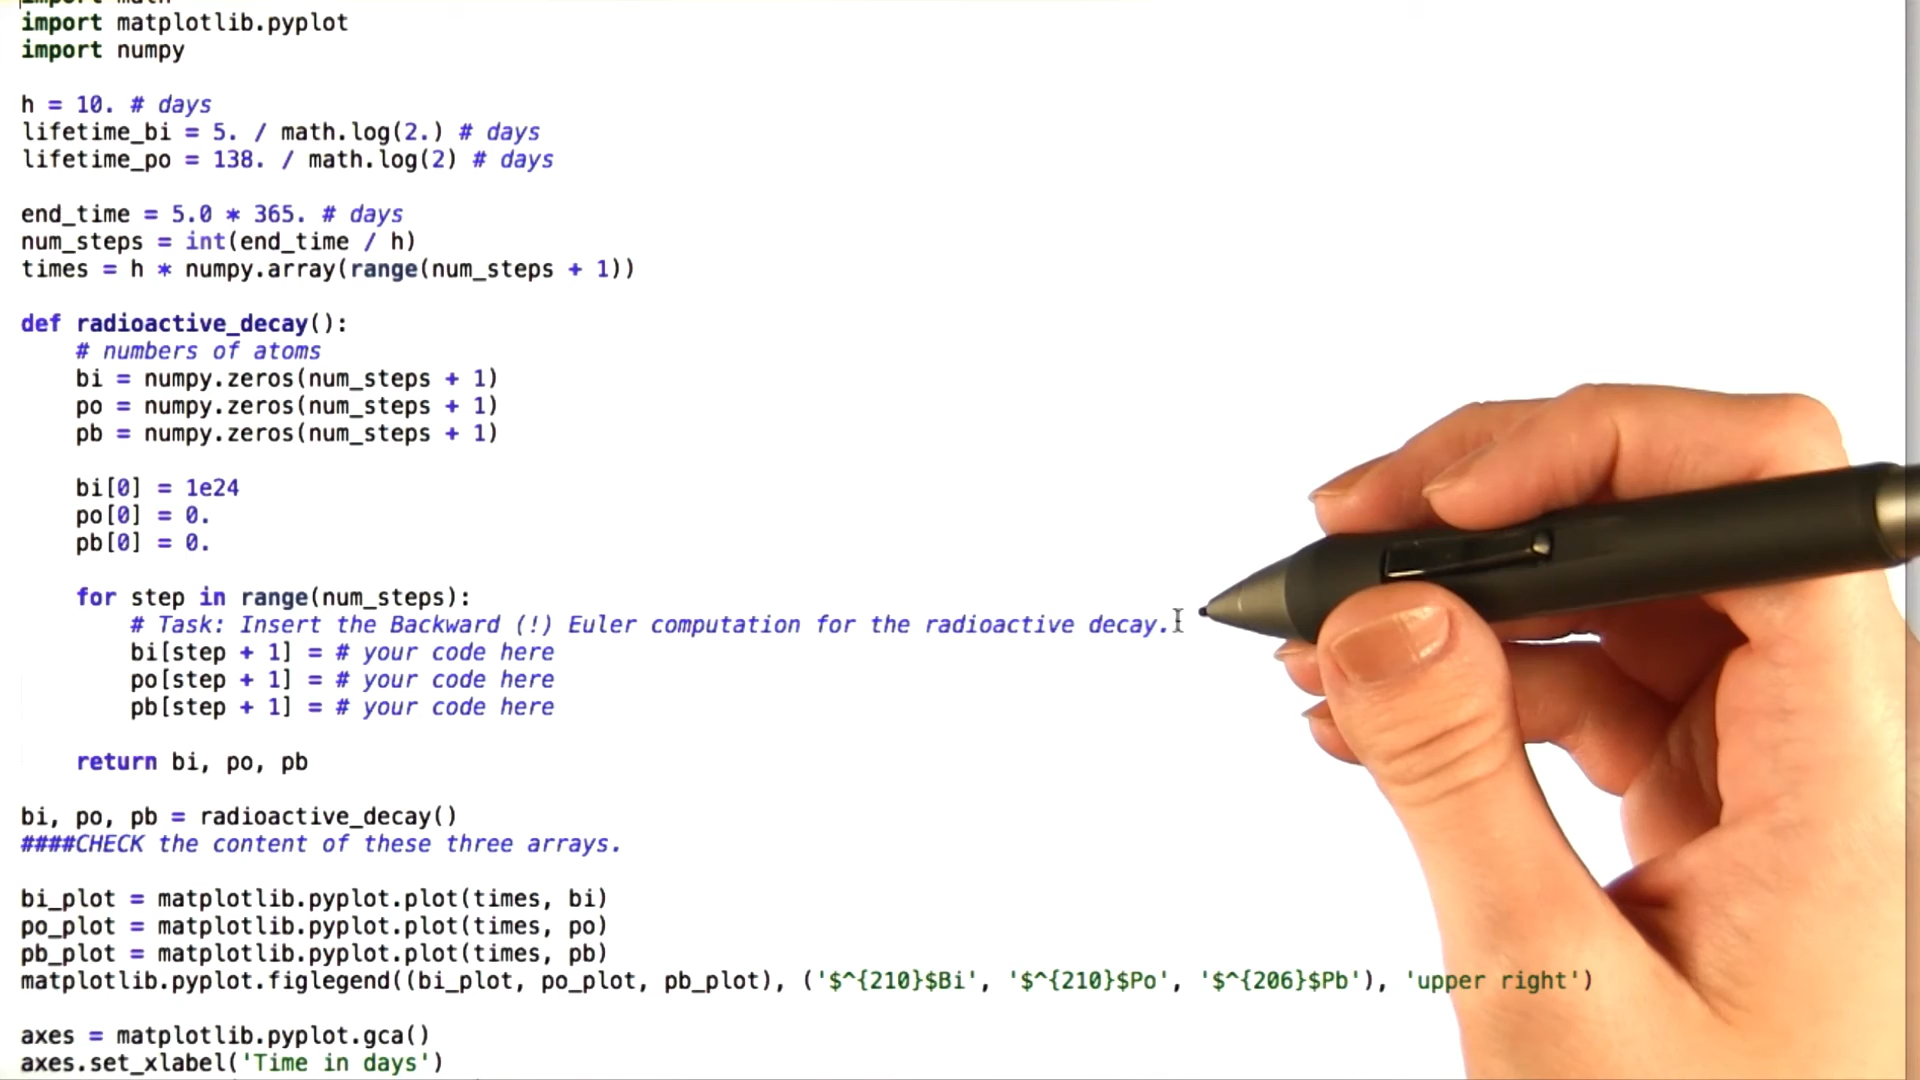 import math
import matplotlib.pyplot
import numpy
h = 10. # days
lifetime_bi = 5. / math.log(2.) # days
lifetime_po = 138. / math.log(2) # days
end_time = 5.0 * 365. # days
num_steps = int(end_time / h)
times = h * numpy.array(range(num_steps + 1))
def radioactive_decay():
    # numbers of atoms
    bi = numpy.zeros(num_steps + 1)
    po = numpy.zeros(num_steps + 1)
    pb = numpy.zeros(num_steps + 1)
    bi[0] = 1e24
    po[0] = 0.
    pb[0] = 0.
    for step in range(num_steps):
        # Task: Insert the Backward (!) Euler computation for the radioactive decay.
        bi[step + 1] = # your code here
        po[step + 1] = # your code here
        pb[step + 1] = # your code here
    return bi, po, pb
bi, po, pb = radioactive_decay()
####CHECK the content of these three arrays.
bi_plot = matplotlib.pyplot.plot(times, bi)
po_plot = matplotlib.pyplot.plot(times, po)
pb_plot = matplotlib.pyplot.plot(times, pb)
matplotlib.pyplot.figlegend((bi_plot, po_plot, pb_plot), ('$^{210}$Bi', '$^{210}$Po', '$^{206}$Pb'), 'upper right')
axes = matplotlib.pyplot.gca()
axes.set_xlabel('Time in days')